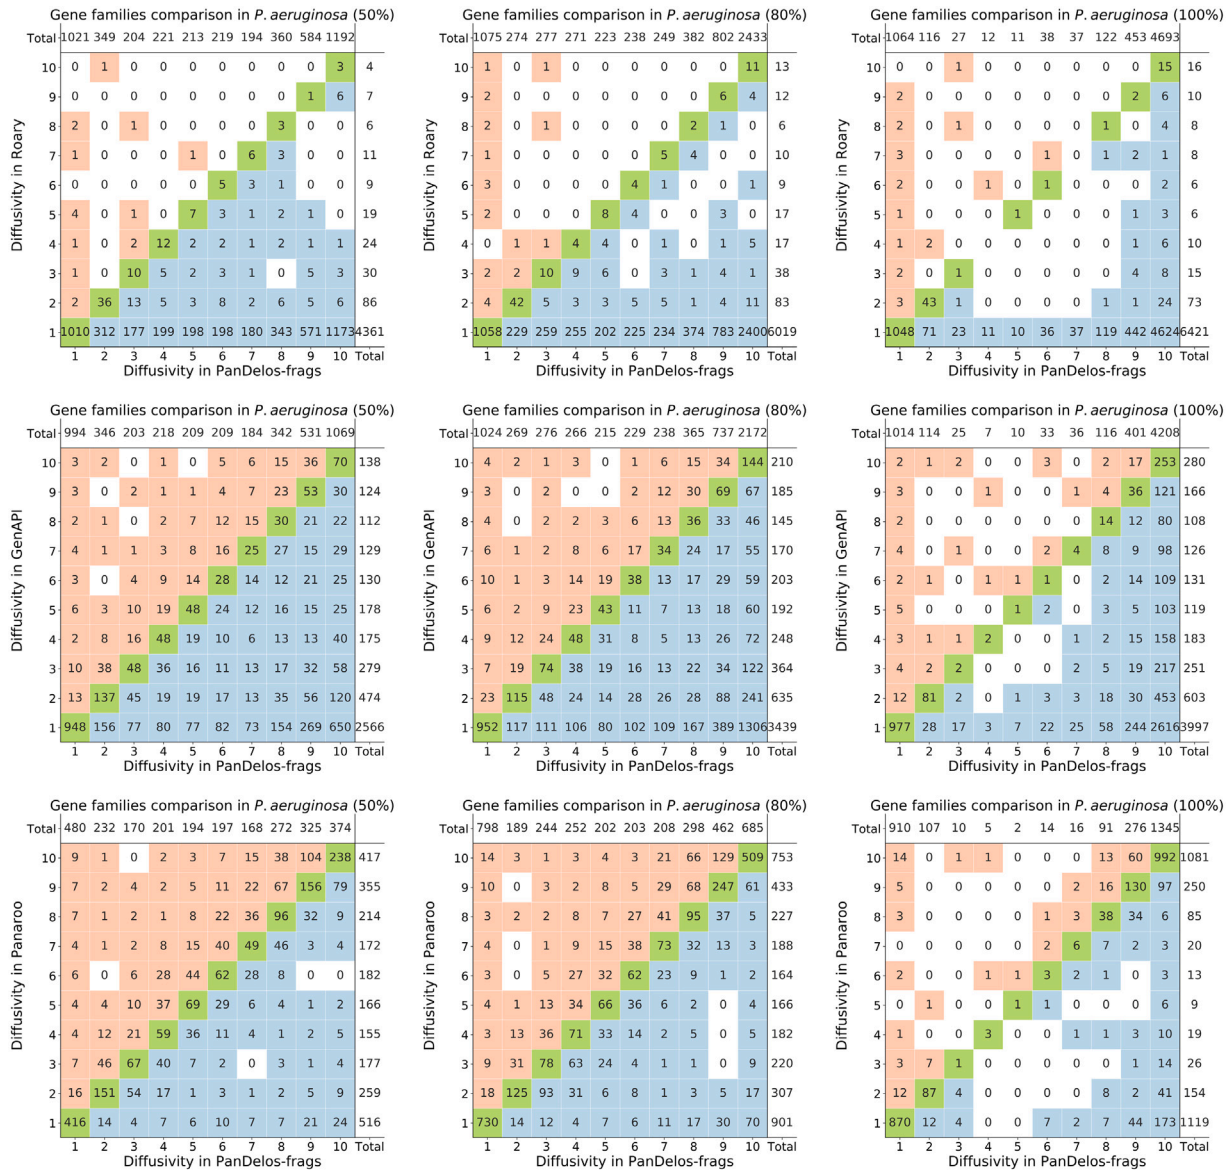 Gene families comparison in P. aeruginosa (50%)
Total 1021 349 204 221 213 219 194 360 584 1192
10 0 1 0 0 0 0 0 0 0 3 4
9 0 0 0 0 0 0 0 0 1 6 7
8 2 0 1 0 0 0 0 3 0 0 6
7 1 0 0 0 1 0 6 3 0 0 11
6 0 0 0 0 0 5 3 1 0 0 9
5 4 0 1 0 7 3 1 2 1 0 19
4 1 0 2 12 2 2 1 2 1 1 24
3 1 0 10 5 2 3 1 0 5 3 30
2 2 36 13 5 3 8 2 6 5 6 86
1 1010 312 177 199 198 198 180 343 571 1173 4361
1 2 3 4 5 6 7 8 9 10 Total
Diffusivity in PanDelos-frags
Diffusivity in Roary
Gene families comparison in P. aeruginosa (80%)
Total 1075 274 277 271 223 238 249 382 802 2433
10 1 0 1 0 0 0 0 0 0 11 13
9 2 0 0 0 0 0 0 0 6 4 12
8 2 0 1 0 0 0 0 2 1 0 6
7 1 0 0 0 0 0 5 4 0 0 10
6 3 0 0 0 0 4 1 0 0 1 9
5 2 0 0 0 8 4 0 0 3 0 17
4 0 1 1 4 4 0 1 0 1 5 17
3 2 2 10 9 6 0 3 1 4 1 38
2 4 42 5 3 3 5 5 1 4 11 83
1 1058 229 259 255 202 225 234 374 783 2400 6019
1 2 3 4 5 6 7 8 9 10 Total
Diffusivity in PanDelos-frags
Diffusivity in Roary
Gene families comparison in P. aeruginosa (100%)
Total 1064 116 27 12 11 38 37 122 453 4693
10 0 0 1 0 0 0 0 0 0 15 16
9 2 0 0 0 0 0 0 0 2 6 10
8 2 0 1 0 0 0 0 1 0 4 8
7 3 0 0 0 0 1 0 1 2 1 8
6 2 0 0 1 0 1 0 0 0 2 6
5 1 0 0 0 1 0 0 0 1 3 6
4 1 2 0 0 0 0 0 0 1 6 10
3 2 0 1 0 0 0 0 0 4 8 15
2 3 43 1 0 0 0 0 1 1 24 73
1 1048 71 23 11 10 36 37 119 442 4624 6421
1 2 3 4 5 6 7 8 9 10 Total
Diffusivity in PanDelos-frags
Diffusivity in Roary
Gene families comparison in P. aeruginosa (50%)
Total 994 346 203 218 209 209 184 342 531 1069
10 3 2 0 1 0 5 6 15 36 70 138
9 3 0 2 1 1 4 7 23 53 30 124
8 2 1 0 2 7 12 15 30 21 22 112
7 4 1 1 3 8 16 25 27 15 29 129
6 3 0 4 9 14 28 14 12 21 25 130
5 6 3 10 19 48 24 12 16 15 25 178
4 2 8 16 48 19 10 6 13 13 40 175
3 10 38 48 36 16 11 13 17 32 58 279
2 13 137 45 19 19 17 13 35 56 120 474
1 948 156 77 80 77 82 73 154 269 650 2566
1 2 3 4 5 6 7 8 9 10 Total
Diffusivity in PanDelos-frags
Diffusivity in GenAPI
Gene families comparison in P. aeruginosa (80%)
Total 1024 269 276 266 215 229 238 365 737 2172
10 4 2 1 3 0 1 6 15 34 144 210
9 3 0 2 0 0 2 12 30 69 67 185
8 4 0 2 2 3 6 13 36 33 46 145
7 6 1 2 8 6 17 34 24 17 55 170
6 10 1 3 14 19 38 13 17 29 59 203
5 6 2 9 23 43 11 7 13 18 60 192
4 9 12 24 48 31 8 5 13 26 72 248
3 7 19 74 38 19 16 13 22 34 122 364
2 23 115 48 24 14 28 26 28 88 241 635
1 952 117 111 106 80 102 109 167 389 1306 3439
1 2 3 4 5 6 7 8 9 10 Total
Diffusivity in PanDelos-frags
Diffusivity in GenAPI
Gene families comparison in P. aeruginosa (100%)
Total 1014 114 25 7 10 33 36 116 401 4208
10 2 1 2 0 0 3 0 2 17 253 280
9 3 0 0 1 0 0 1 4 36 121 166
8 2 0 0 0 0 0 0 14 12 80 108
7 4 0 1 0 0 2 4 8 9 98 126
6 2 1 0 1 1 1 0 2 14 109 131
5 5 0 0 0 1 2 0 3 5 103 119
4 3 1 1 2 0 0 1 2 15 158 183
3 4 2 2 0 0 0 2 5 19 217 251
2 12 81 2 0 1 3 3 18 30 453 603
1 977 28 17 3 7 22 25 58 244 2616 3997
1 2 3 4 5 6 7 8 9 10 Total
Diffusivity in PanDelos-frags
Diffusivity in GenAPI
Gene families comparison in P. aeruginosa (50%)
Total 480 232 170 201 194 197 168 272 325 374
10 9 1 0 2 3 7 15 38 104 238 417
9 7 2 4 2 5 11 22 67 156 79 355
8 7 1 2 1 8 22 36 96 32 9 214
7 4 1 2 8 15 40 49 46 3 4 172
6 6 0 6 28 44 62 28 8 0 0 182
5 4 4 10 37 69 29 6 4 1 2 166
4 4 12 21 59 36 11 4 1 2 5 155
3 7 46 67 40 7 2 0 3 1 4 177
2 16 151 54 17 1 3 1 2 5 9 259
1 416 14 4 7 6 10 7 7 21 24 516
1 2 3 4 5 6 7 8 9 10 Total
Diffusivity in PanDelos-frags
Diffusivity in Panaroo
Gene families comparison in P. aeruginosa (80%)
Total 798 189 244 252 202 203 208 298 462 685
10 14 3 1 3 4 3 21 66 129 509 753
9 10 0 3 2 8 5 29 68 247 61 433
8 3 2 2 8 7 27 41 95 37 5 227
7 4 0 1 9 15 38 73 32 13 3 188
6 3 0 5 27 32 62 23 9 1 2 164
5 4 1 13 34 66 36 6 2 0 4 166
4 3 13 36 71 33 14 2 5 0 5 182
3 9 31 78 63 24 4 1 1 0 9 220
2 18 125 93 31 6 8 1 3 5 17 307
1 730 14 12 4 7 6 11 17 30 70 901
1 2 3 4 5 6 7 8 9 10 Total
Diffusivity in PanDelos-frags
Diffusivity in Panaroo
Gene families comparison in P. aeruginosa (100%)
Total 910 107 10 5 2 14 16 91 276 1345
10 14 0 1 1 0 0 0 13 60 992 1081
9 5 0 0 0 0 0 2 16 130 97 250
8 3 0 0 0 0 1 3 38 34 6 85
7 0 0 0 0 0 2 6 7 2 3 20
6 2 0 0 1 1 3 2 1 0 3 13
5 0 1 0 0 1 1 0 0 0 6 9
4 1 0 0 3 0 0 1 1 3 10 19
3 3 7 1 0 0 0 0 0 1 14 26
2 12 87 4 0 0 0 0 8 2 41 154
1 870 12 4 0 0 7 2 7 44 173 1119
1 2 3 4 5 6 7 8 9 10 Total
Diffusivity in PanDelos-frags
Diffusivity in Panaroo